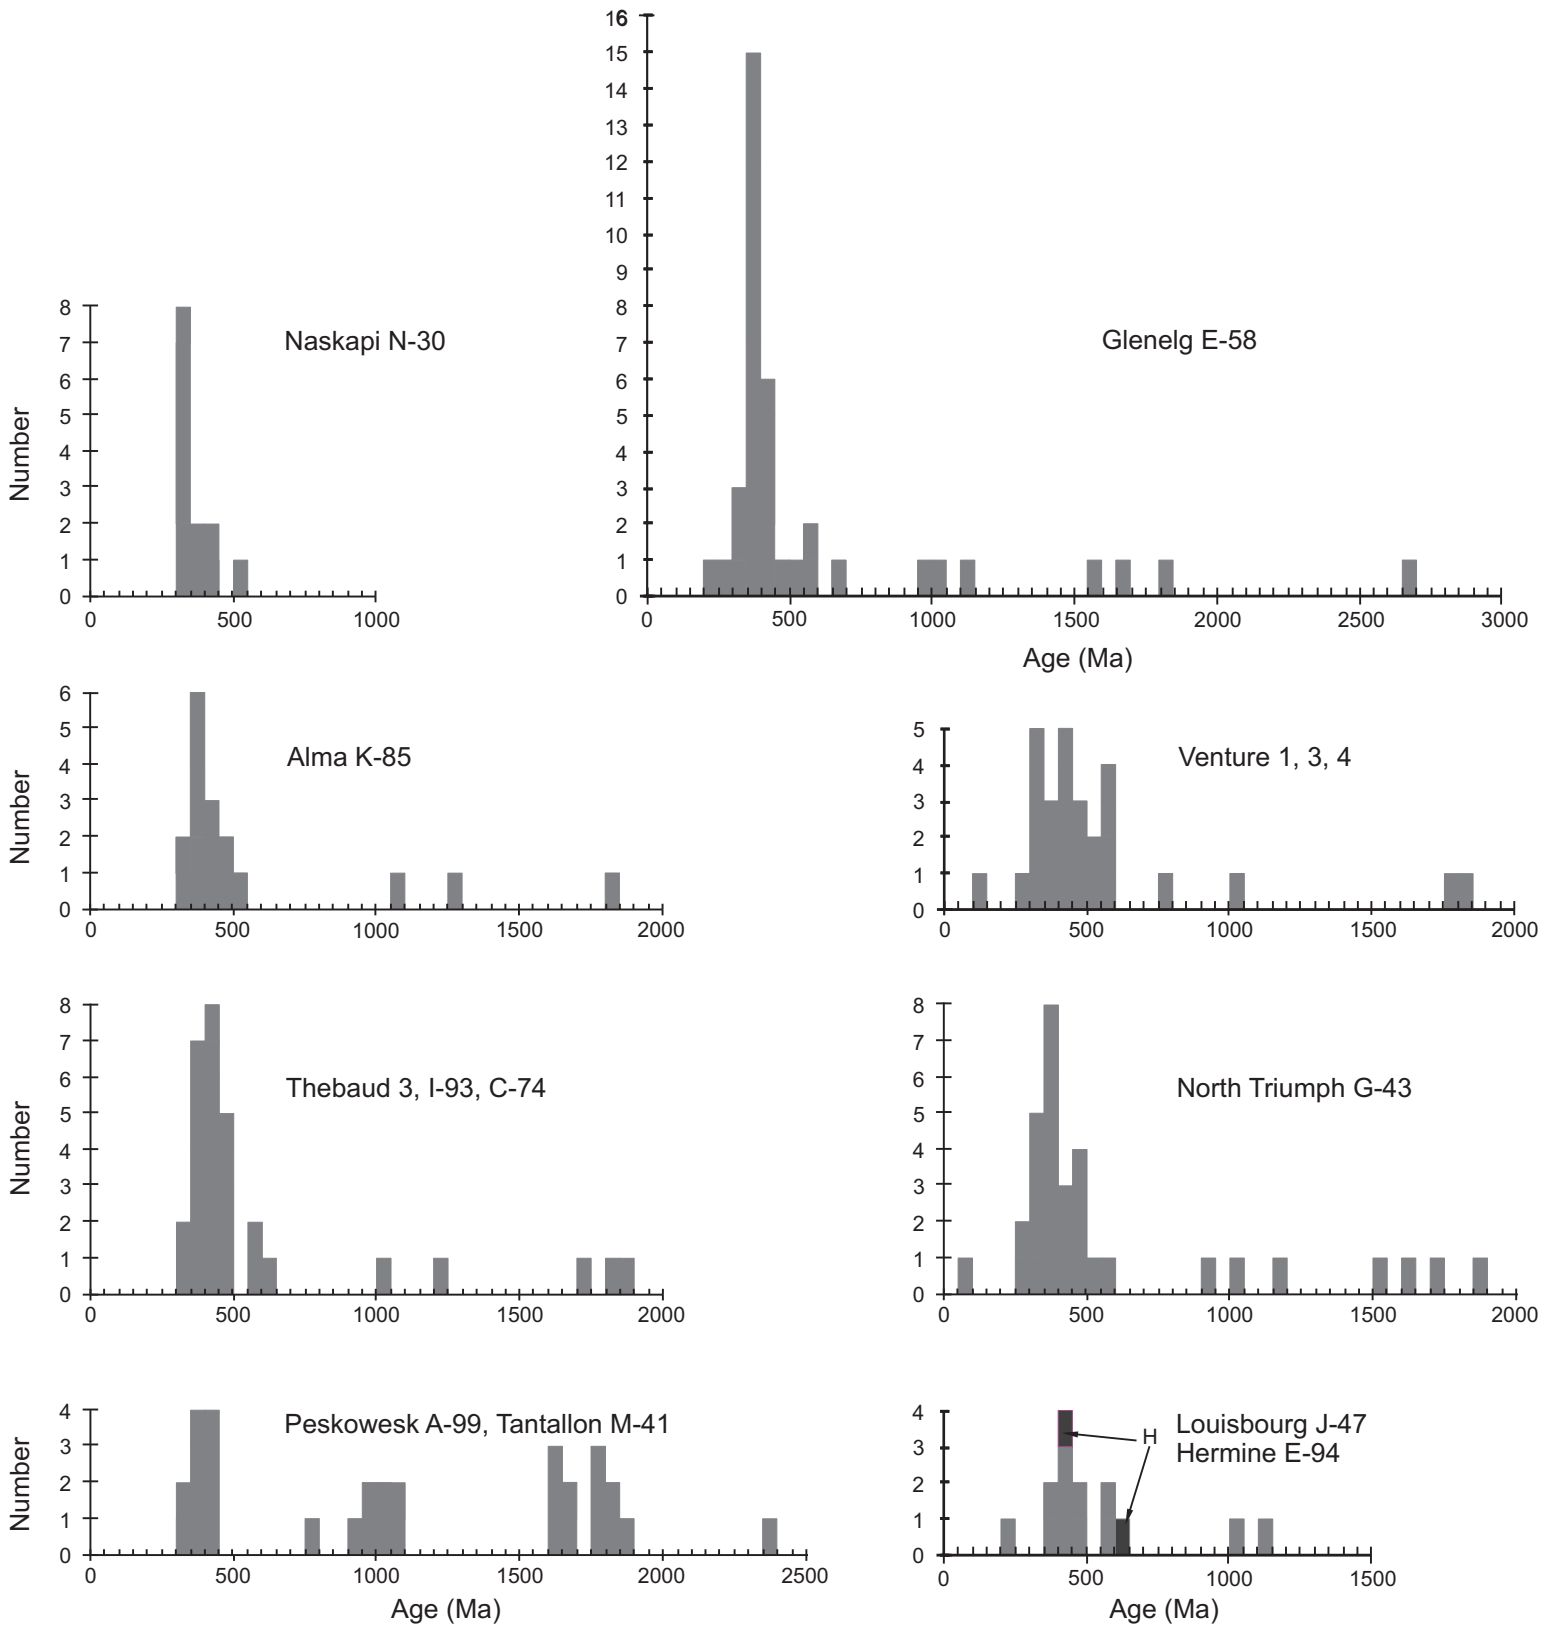 Naskapi N-30
Number
8
7
6
5
4
3
2
1
0
0 500 1000
Glenelg E-58
16
15
14
13
12
11
10
9
8
7
6
5
4
3
2
1
0
0 500 1000 1500 2000 2500 3000
Age (Ma)
Alma K-85
Number
6
5
4
3
2
1
0
0 500 1000 1500 2000
Venture 1, 3, 4
5
4
3
2
1
0
0 500 1000 1500 2000
Thebaud 3, I-93, C-74
Number
8
7
6
5
4
3
2
1
0
0 500 1000 1500 2000
North Triumph G-43
8
7
6
5
4
3
2
1
0
0 500 1000 1500 2000
Peskowesk A-99, Tantallon M-41
Number
4
3
2
1
0
0 500 1000 1500 2000 2500
Age (Ma)
H Louisbourg J-47
Hermine E-94
4
3
2
1
0
0 500 1000 1500
Age (Ma)